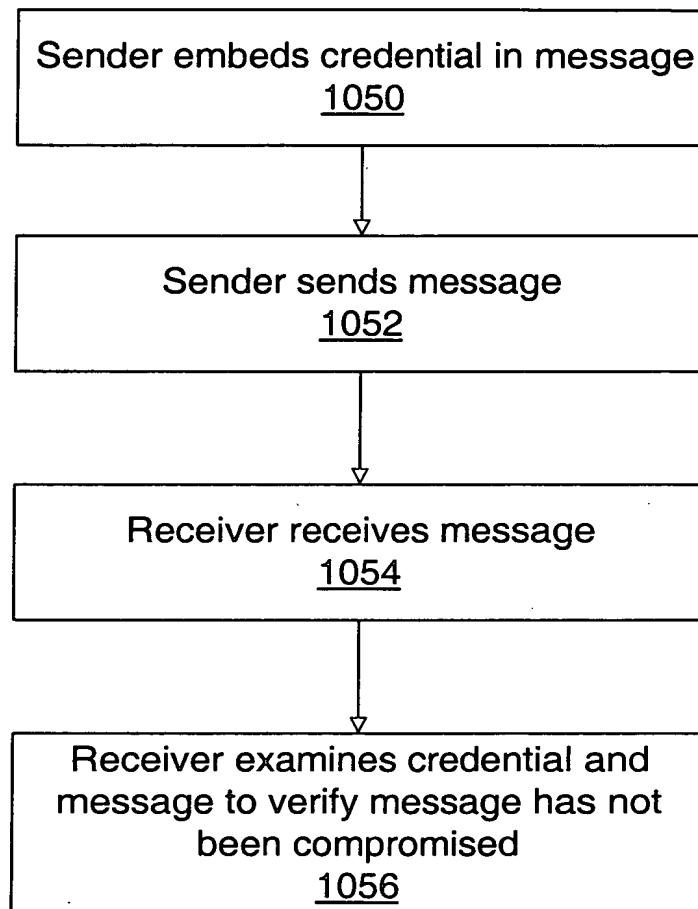 Sender embeds credential in message
1050
Sender sends message
1052
Receiver receives message
1054
Receiver examines credential and
message to verify message has not
been compromised
1056